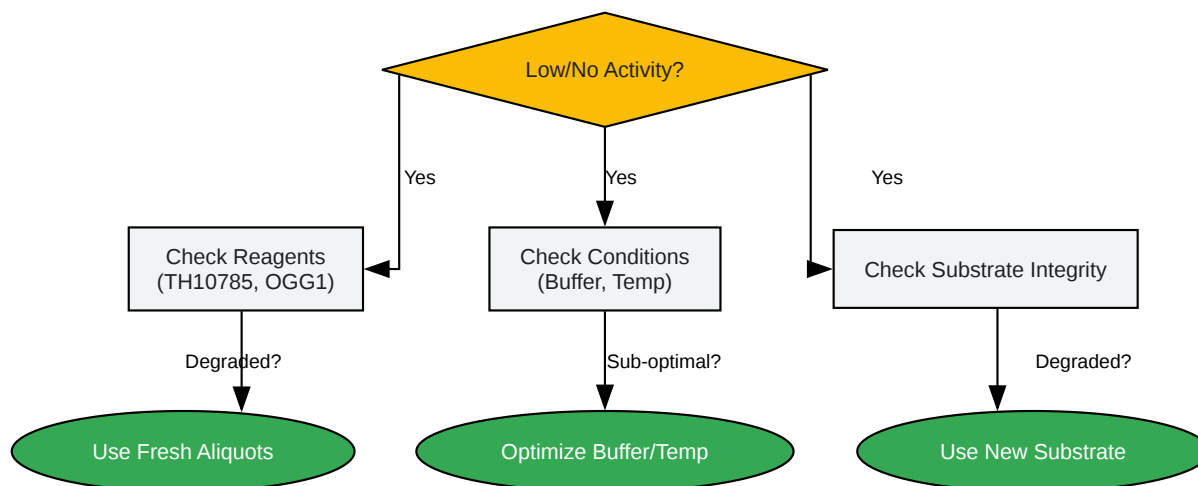 Low/No Activity?
Yes
Yes
Yes
Check Reagents
(TH10785, OGG1)
Check Conditions
(Buffer, Temp)
Check Substrate Integrity
Degraded?
Sub-optimal?
Degraded?
Use Fresh Aliquots
Optimize Buffer/Temp
Use New Substrate